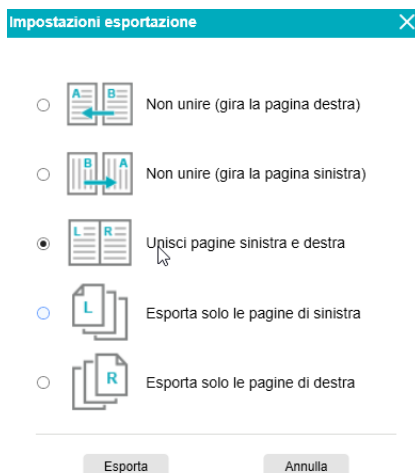 Impostazioni esportazione
A B
Non unire (gira la pagina destra)
B A
Non unire (gira la pagina sinistra)
L R
Unisci pagine sinistra e destra
L
Esporta solo le pagine di sinistra
R
Esporta solo le pagine di destra
Esporta Annulla